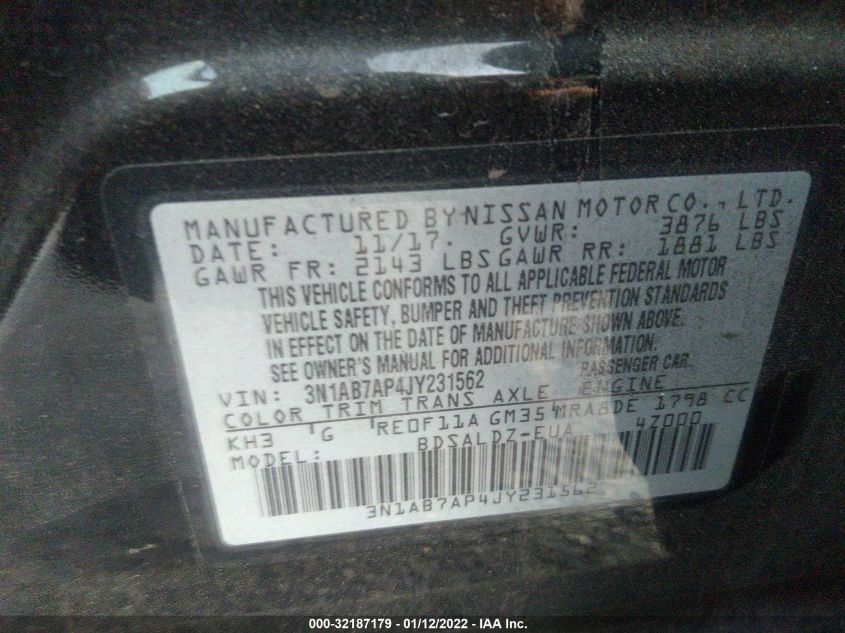 MANUFACTURED BY NISSAN MOTOR CO., LTD.
DATE: 11/17. GVWR: 3876 LBS
GAWR FR: 2143 LBS GAWR RR: 1881 LBS
THIS VEHICLE CONFORMS TO ALL APPLICABLE FEDERAL MOTOR
VEHICLE SAFETY, BUMPER AND THEFT PREVENTION STANDARDS
IN EFFECT ON THE DATE OF MANUFACTURE SHOWN ABOVE.
SEE OWNER'S MANUAL FOR ADDITIONAL INFORMATION.
VIN: 3N1AB7AP4JY231562 PASSENGER CAR.
COLOR TRIM TRANS AXLE ENGINE
KH3 G RE0F11A GM35 MRA8DE 1798 CC
MODEL: BDSALDZ-EUA 4Z000
3N1AB7AP4JY231562
000-32187179 - 01/12/2022 - IAA Inc.